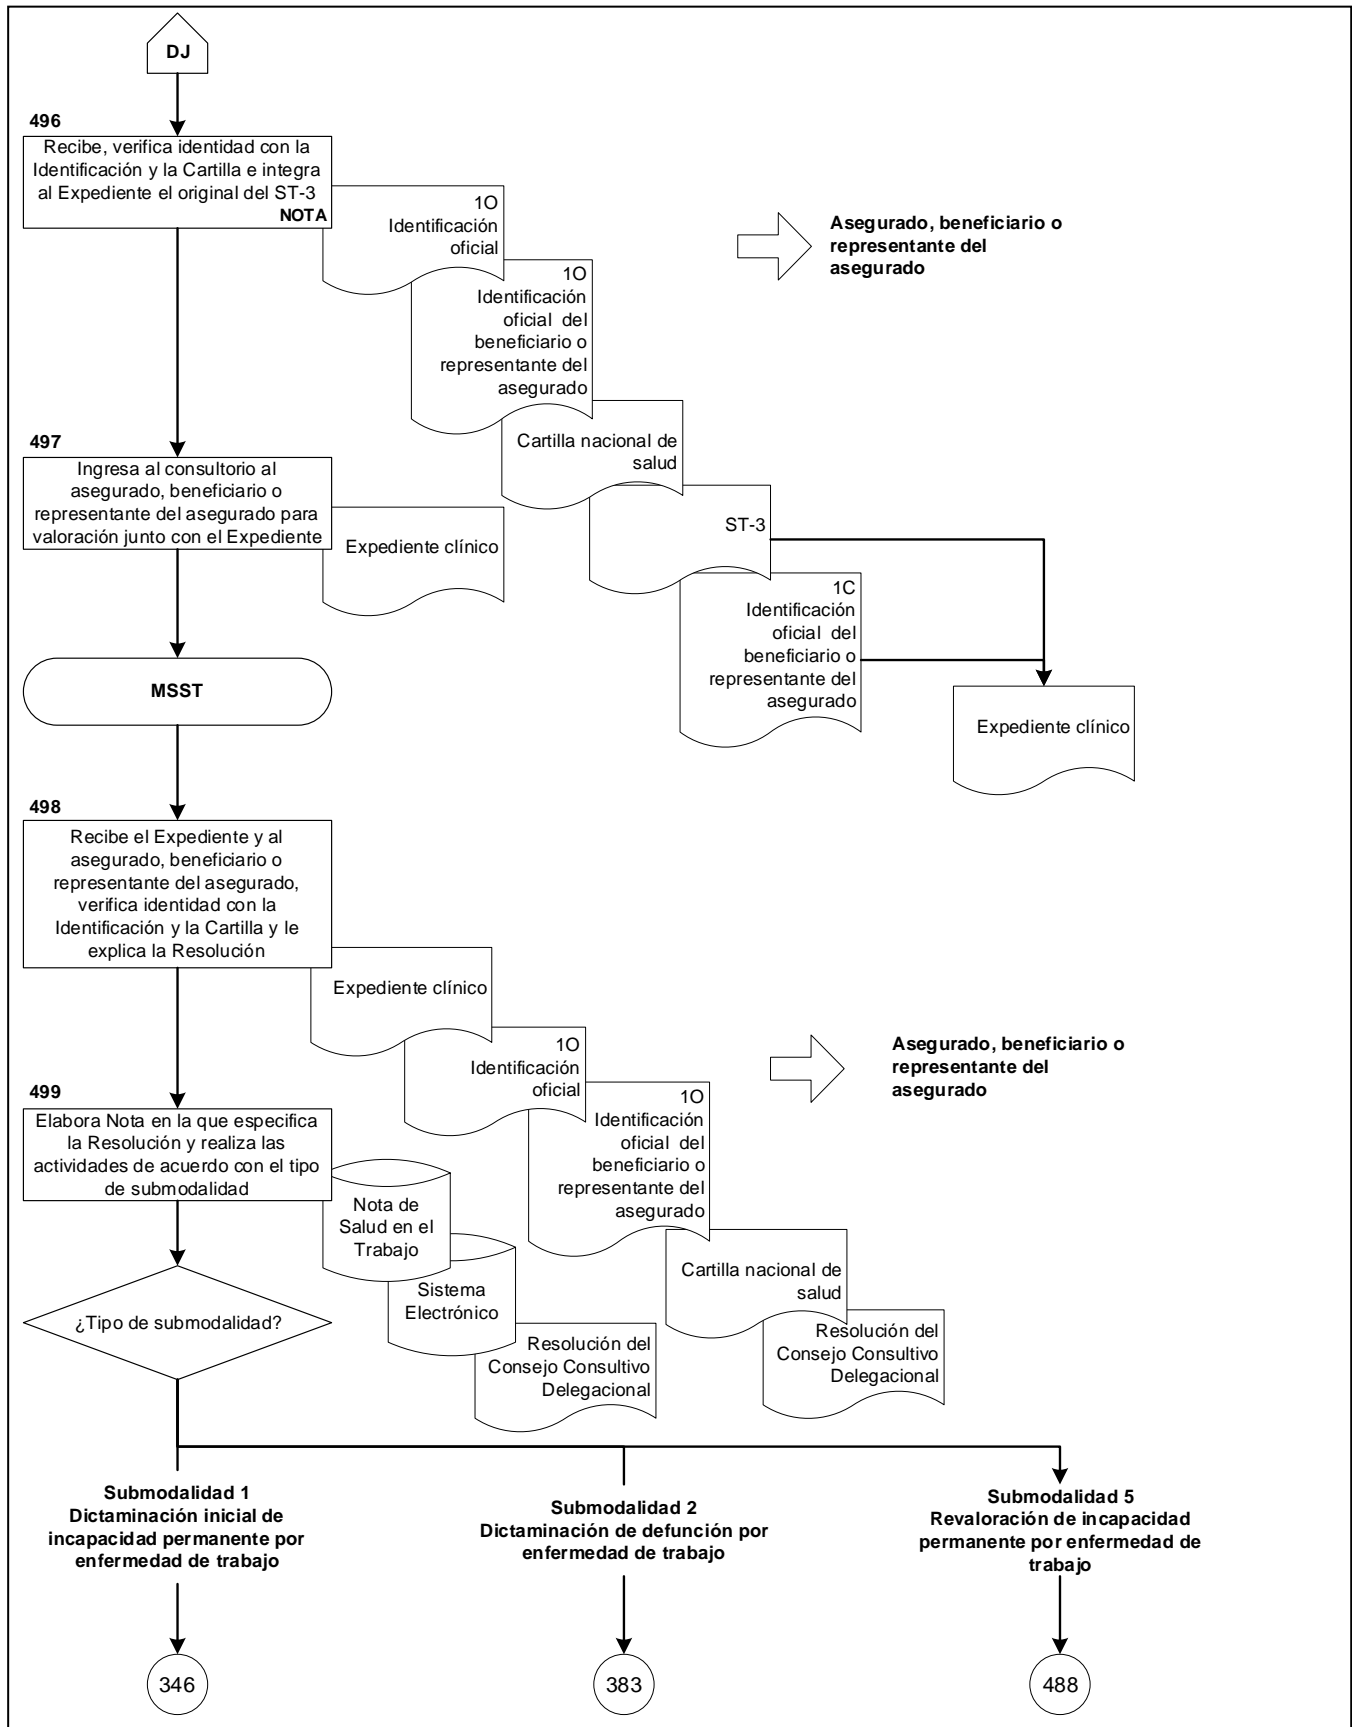 DJ
496
Recibe, verifica identidad con la
Identificación y la Cartilla e integra
al Expediente el original del ST-3
NOTA
1O
Identificación
oficial
Asegurado, beneficiario o
representante del
asegurado
1O
Identificación
oficial del
beneficiario o
representante del
asegurado
Cartilla nacional de
salud
497
Ingresa al consultorio al
asegurado, beneficiario o
representante del asegurado para
valoración junto con el Expediente
Expediente clínico
ST-3
1C
Identificación
oficial del
beneficiario o
representante del
asegurado
Expediente clínico
MSST
498
Recibe el Expediente y al
asegurado, beneficiario o
representante del asegurado,
verifica identidad con la
Identificación y la Cartilla y le
explica la Resolución
Expediente clínico
1O
Identificación
oficial
Asegurado, beneficiario o
representante del
asegurado
1O
Identificación
oficial del
beneficiario o
representante del
asegurado
Cartilla nacional de
salud
Resolución del
Consejo Consultivo
Delegacional
499
Elabora Nota en la que especifica
la Resolución y realiza las
actividades de acuerdo con el tipo
de submodalidad
Nota de
Salud en el
Trabajo
Sistema
Electrónico
Resolución del
Consejo Consultivo
Delegacional
¿Tipo de submodalidad?
Submodalidad 1
Dictaminación inicial de
incapacidad permanente por
enfermedad de trabajo
Submodalidad 2
Dictaminación de defunción por
enfermedad de trabajo
Submodalidad 5
Revaloración de incapacidad
permanente por enfermedad de
trabajo
346
383
488